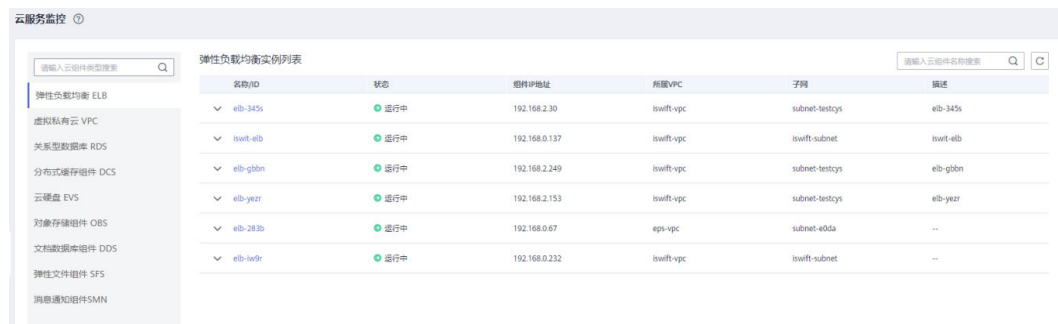 云服务监控
请输入云组件类型搜索
弹性负载均衡 ELB
虚拟私有云 VPC
关系型数据库 RDS
分布式缓存组件 DCS
云硬盘 EVS
对象存储组件 OBS
文档数据库组件 DDS
弹性文件组件 SFS
消息通知组件SMN
弹性负载均衡实例列表
请输入云组件名称搜索
名称/ID 状态 组件IP地址 所属VPC 子网 描述
elb-345s 运行中 192.168.2.30 iswift-vpc subnet-testcys elb-345s
iswit-elb 运行中 192.168.0.137 iswift-vpc iswift-subnet iswit-elb
elb-gbbn 运行中 192.168.2.249 iswift-vpc subnet-testcys elb-gbbn
elb-yezr 运行中 192.168.2.153 iswift-vpc subnet-testcys elb-yezr
elb-283b 运行中 192.168.0.67 eps-vpc subnet-e0da --
elb-iw9r 运行中 192.168.0.232 iswift-vpc iswift-subnet --